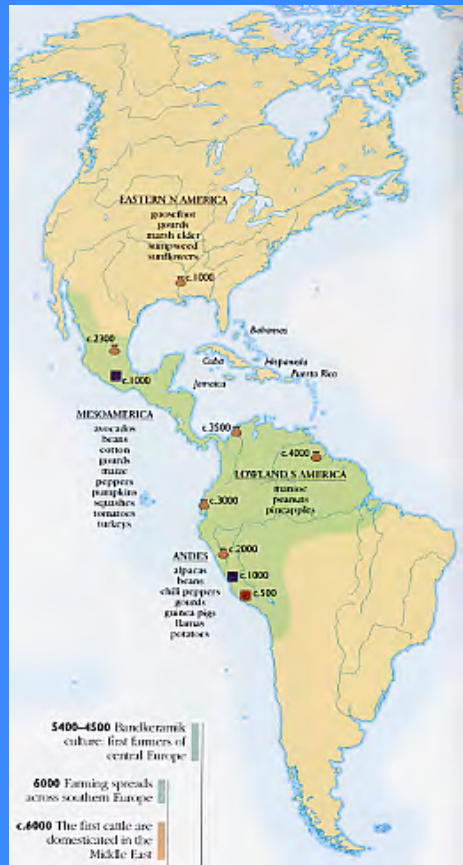 EASTERN N AMERICA
goosefoot
gourds
marsh elder
sumpweed
sunflowers
c.1000
c.2300
c.1000
Bahamas
Cuba
Hispaniola
Puerto Rico
Jamaica
MESOAMERICA
avocados
beans
cotton
gourds
maize
peppers
pumpkins
squashes
tomatoes
turkeys
c.3500
c.4000
LOWLAND S AMERICA
manioc
peanuts
pineapples
c.3000
c.2000
ANDES
alpacas
beans
chili peppers
gourds
guinea pigs
llamas
potatoes
c.1000
c.500
5400–4500 Bandkeramik
culture: first farmers of
central Europe
6000 Farming spreads
across southern Europe
c.6000 The first cattle are
domesticated in the
Middle East